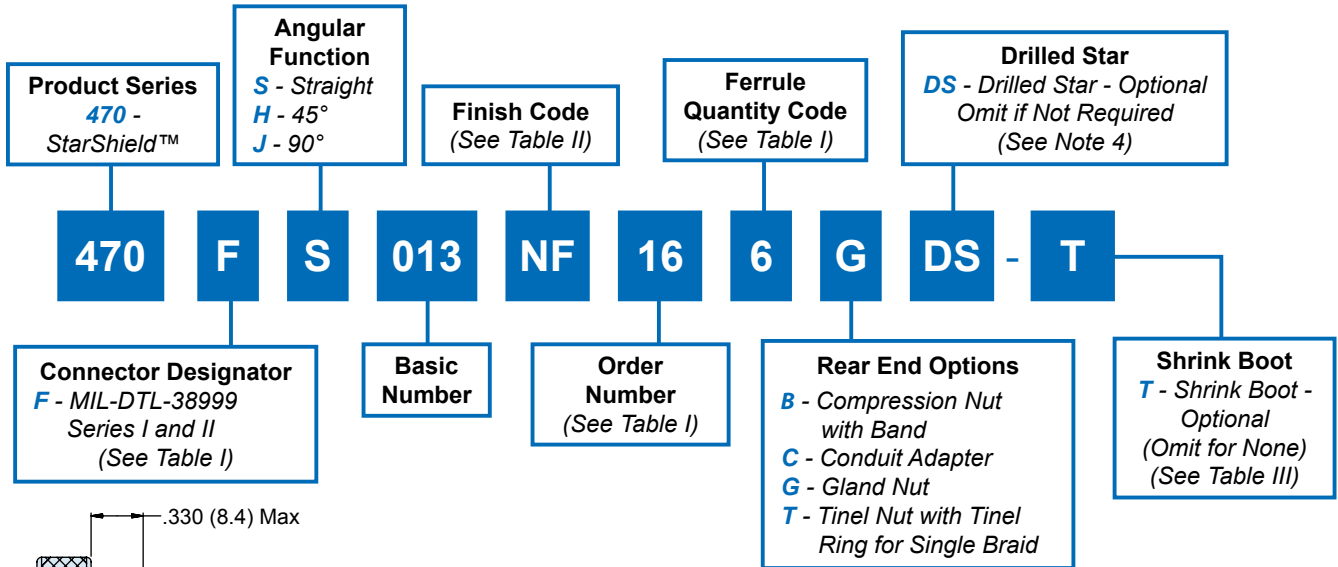 Product Series
470 -
StarShield™
Angular
Function
S - Straight
H - 45°
J - 90°
Finish Code
(See Table II)
Ferrule
Quantity Code
(See Table I)
Drilled Star
DS - Drilled Star - Optional
Omit if Not Required
(See Note 4)
470 F S 013 NF 16 6 G DS - T
Connector Designator
F - MIL-DTL-38999
Series I and II
(See Table I)
Basic
Number
Order
Number
(See Table I)
Rear End Options
B - Compression Nut
with Band
C - Conduit Adapter
G - Gland Nut
T - Tinel Nut with Tinel
Ring for Single Braid
Shrink Boot
T - Shrink Boot -
Optional
(Omit for None)
(See Table III)
.330 (8.4) Max